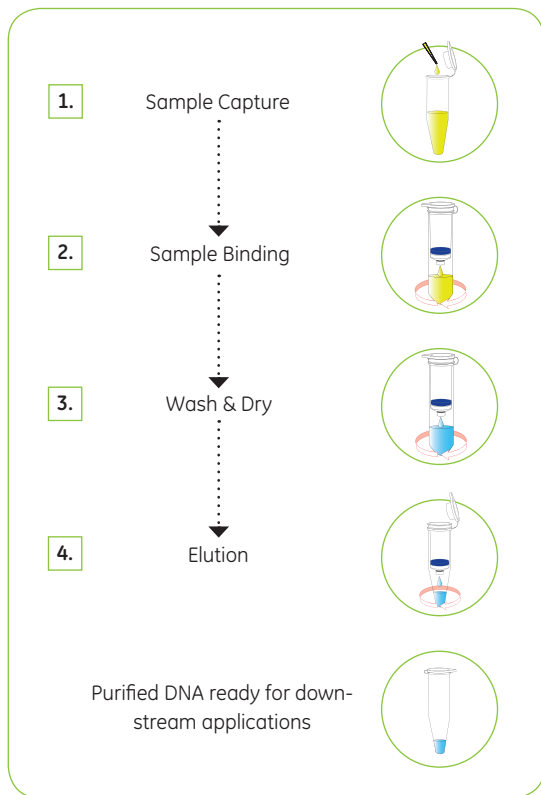 1. Sample Capture
2. Sample Binding
3. Wash & Dry
4. Elution
Purified DNA ready for down-
stream applications